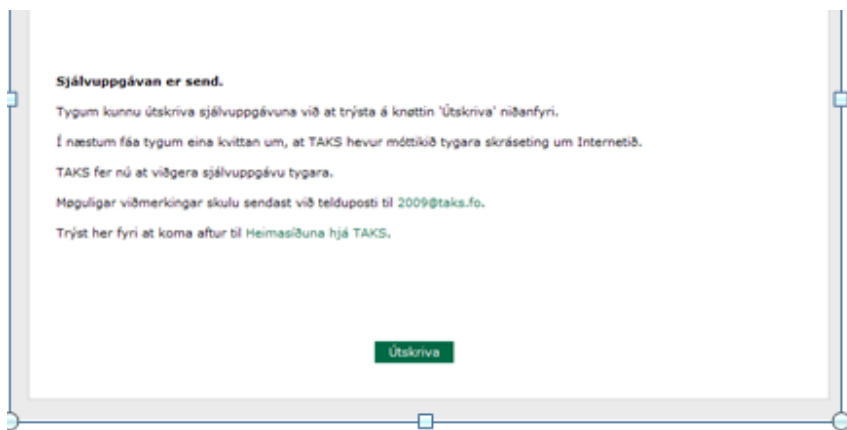 Sjálvuppgávan er send.
Tygum kunnu útskriva sjálvuppgávuna við at trýsta á knøttin 'Útskriva' niðanfyri.
Í næstum fáa tygum eina kvittan um, at TAKS hevur móttikið tygara skráseting um Internetið.
TAKS fer nú at viðgera sjálvuppgávu tygara.
Møguligar viðmerkingar skulu sendast við telduposti til 2009@taks.fo.
Trýst her fyri at koma aftur til Heimasíðuna hjá TAKS.
Útskriva